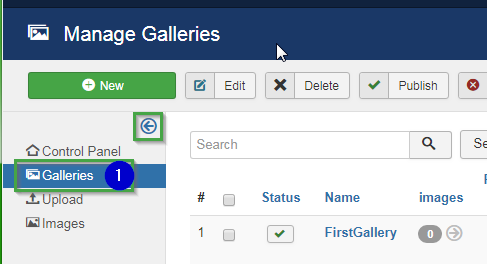 Manage Galleries
New
Edit
Delete
Publish
Control Panel
Galleries 1
Upload
Images
Search
Se
# Status Name images
1 FirstGallery 0